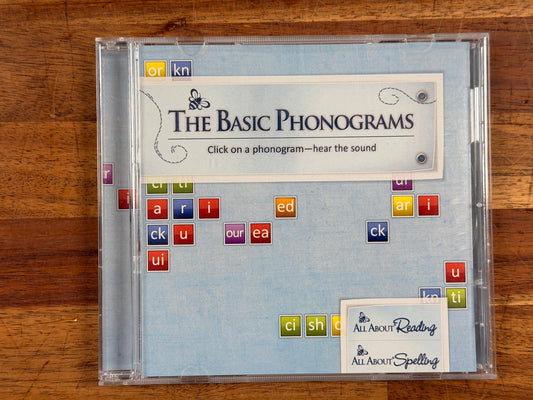 or kn
THE BASIC PHONOGRAMS
Click on a phonogram—hear the sound
r i
ci ti
ur
a r i ed ar i
ck u our ea ck
ui
u
kn ti
ci sh
ALL ABOUT Reading
ALL ABOUT® Spelling